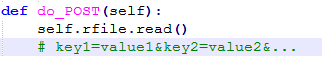 def do_POST(self):
    self.rfile.read()
    # key1=value1&key2=value2&...